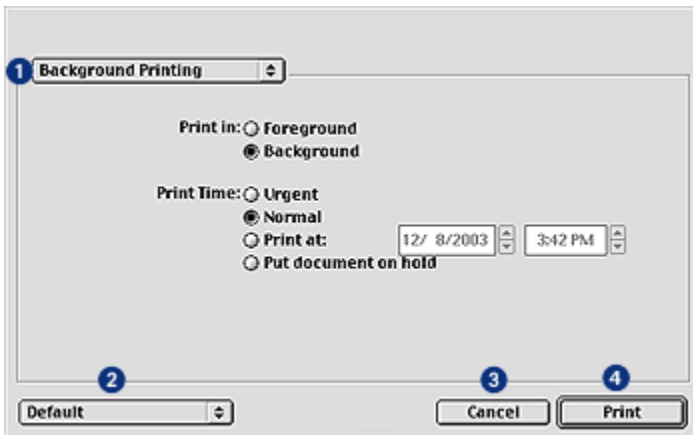 1 Background Printing
Print in: Foreground
Background
Print Time: Urgent
Normal
Print at: 12/ 8/2003 3:42 PM
Put document on hold
2 3 4
Default Cancel Print